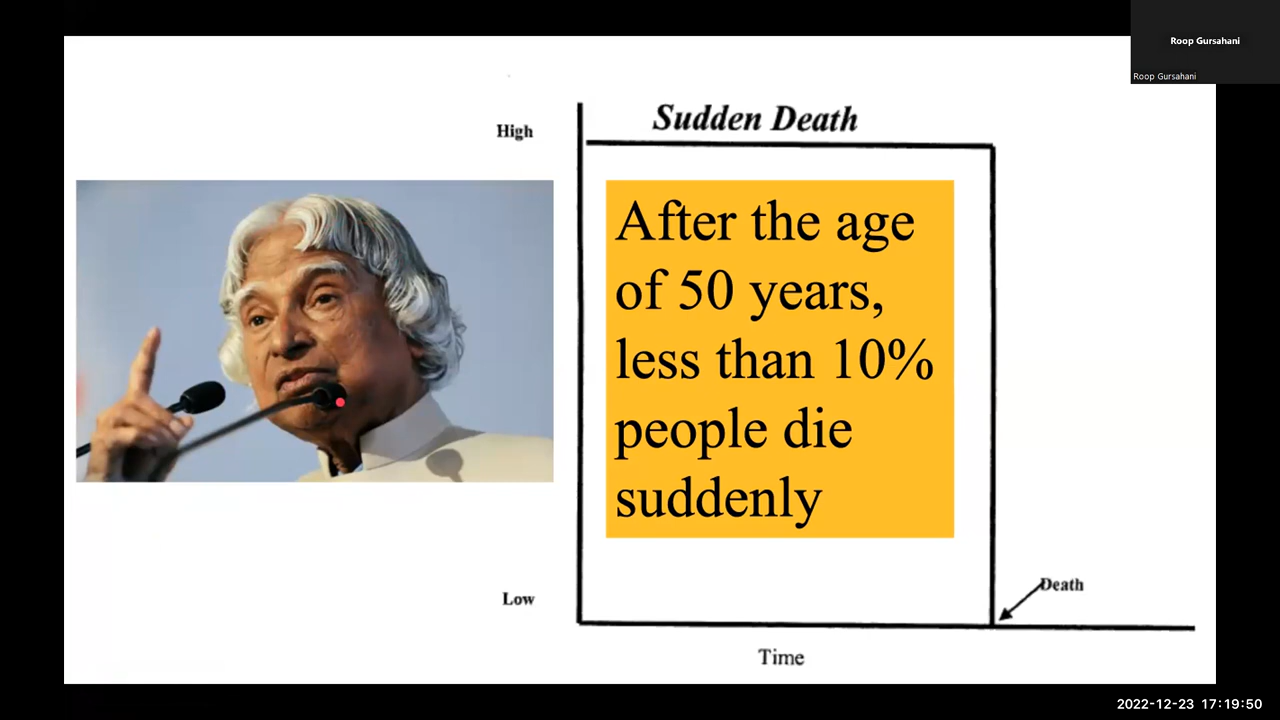 Roop Gursahani
Roop Gursahani
Sudden Death
High
After the age
of 50 years,
less than 10%
people die
suddenly
Low
Death
Time
2022-12-23 17:19:50